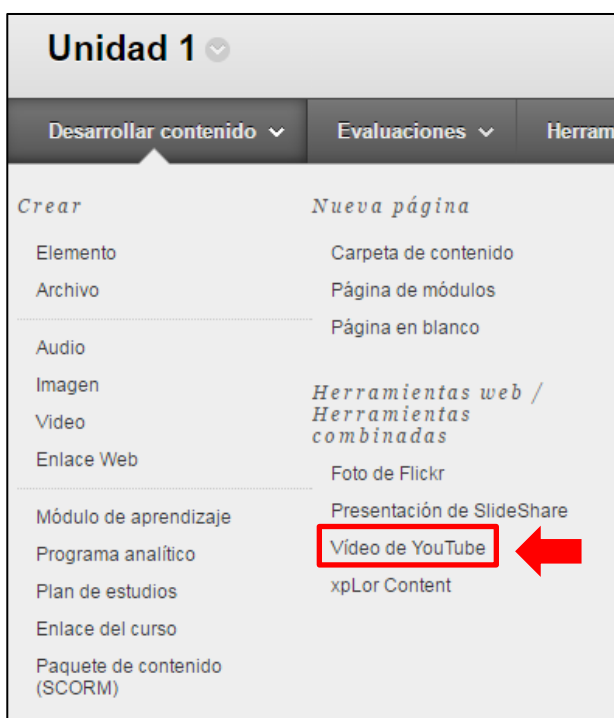 Unidad 1
Desarrollar contenido
Evaluaciones
Herram
Crear
Elemento
Archivo
Audio
Imagen
Video
Enlace Web
Módulo de aprendizaje
Programa analítico
Plan de estudios
Enlace del curso
Paquete de contenido
(SCORM)
Nueva página
Carpeta de contenido
Página de módulos
Página en blanco
Herramientas web /
Herramientas
combinadas
Foto de Flickr
Presentación de SlideShare
Vídeo de YouTube
xpLor Content